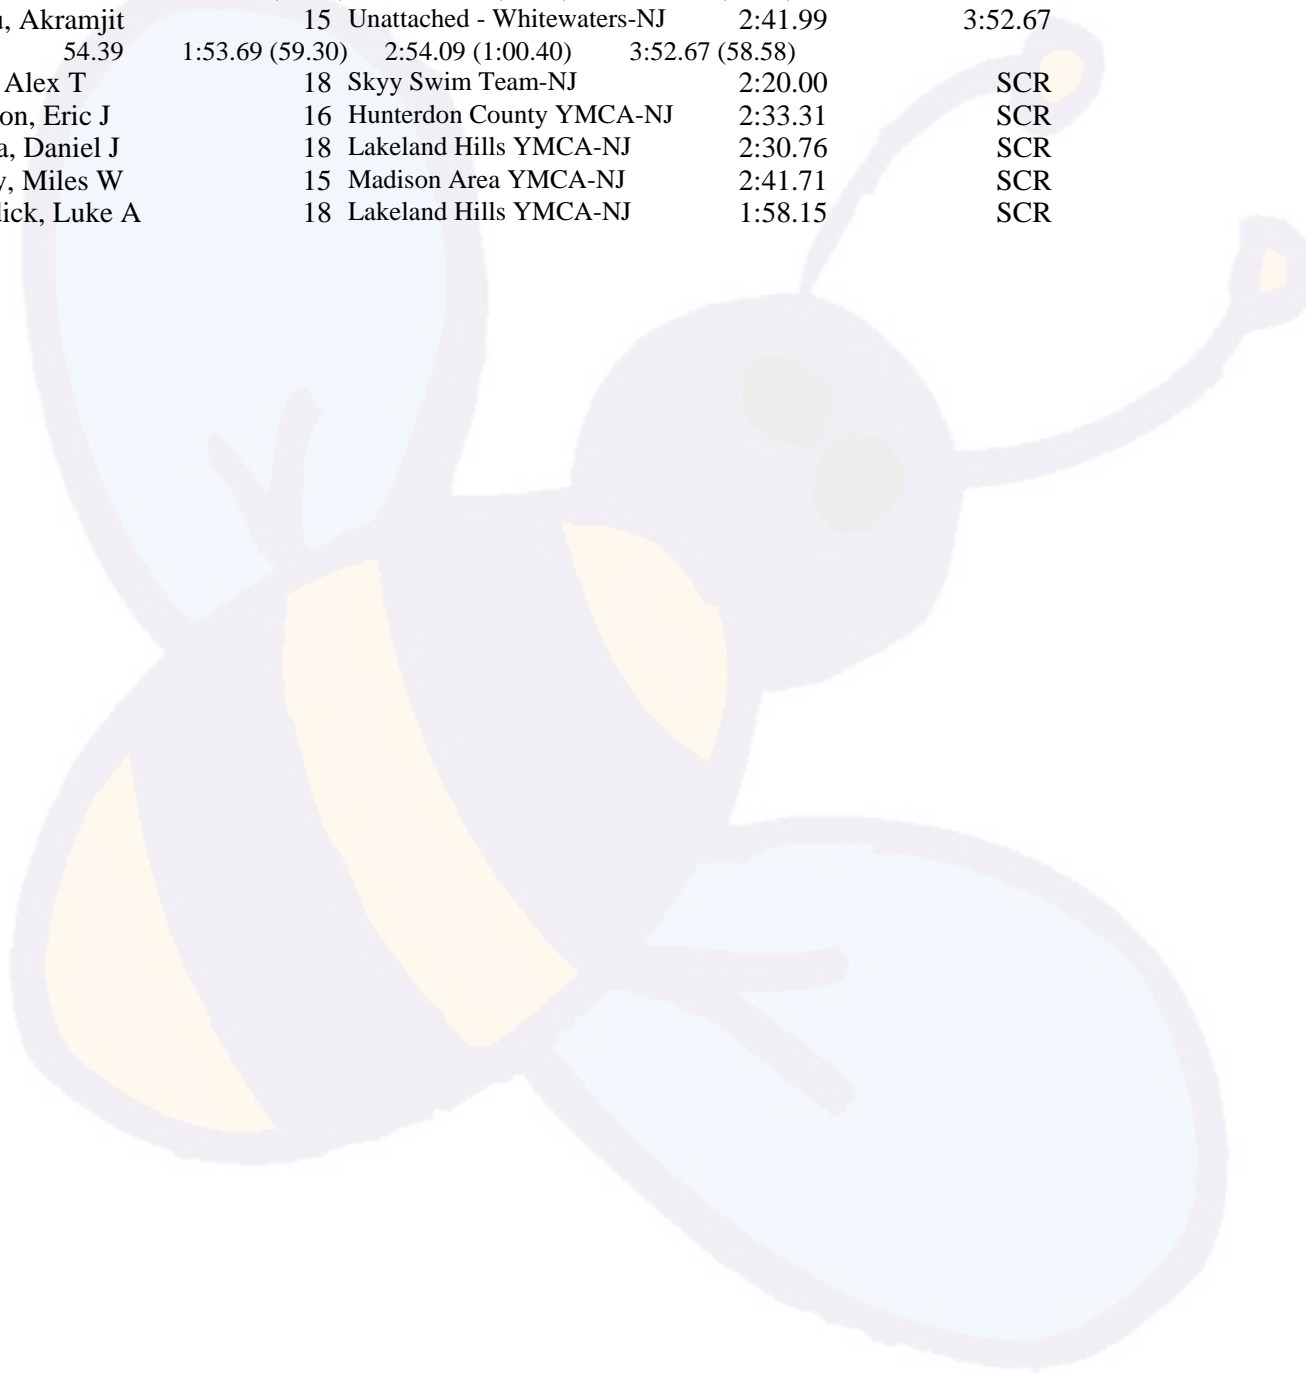 , Akramjit 15 Unattached - Whitewaters-NJ 2:41.99 3:52.67
54.39 1:53.69 (59.30) 2:54.09 (1:00.40) 3:52.67 (58.58)
Alex T 18 Skyy Swim Team-NJ 2:20.00 SCR
on, Eric J 16 Hunterdon County YMCA-NJ 2:33.31 SCR
a, Daniel J 18 Lakeland Hills YMCA-NJ 2:30.76 SCR
y, Miles W 15 Madison Area YMCA-NJ 2:41.71 SCR
ick, Luke A 18 Lakeland Hills YMCA-NJ 1:58.15 SCR